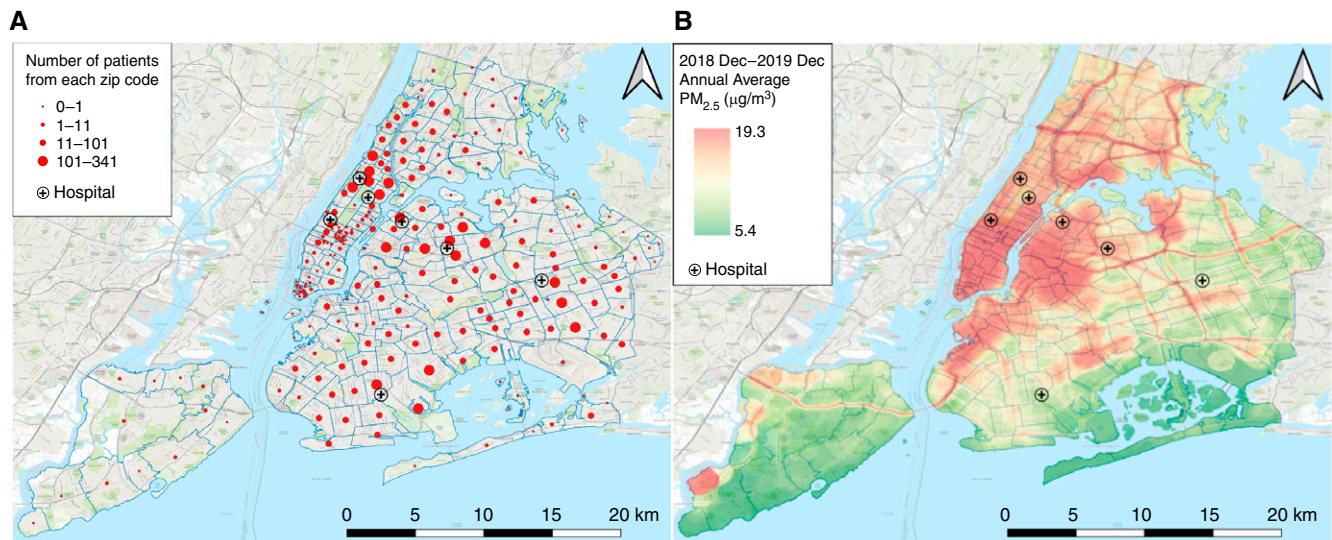 A
Number of patients
from each zip code
0–1
1–11
11–101
101–341
Hospital
0 5 10 15 20 km
B
2018 Dec–2019 Dec
Annual Average
PM2.5 (μg/m3)
19.3
5.4
Hospital
0 5 10 15 20 km